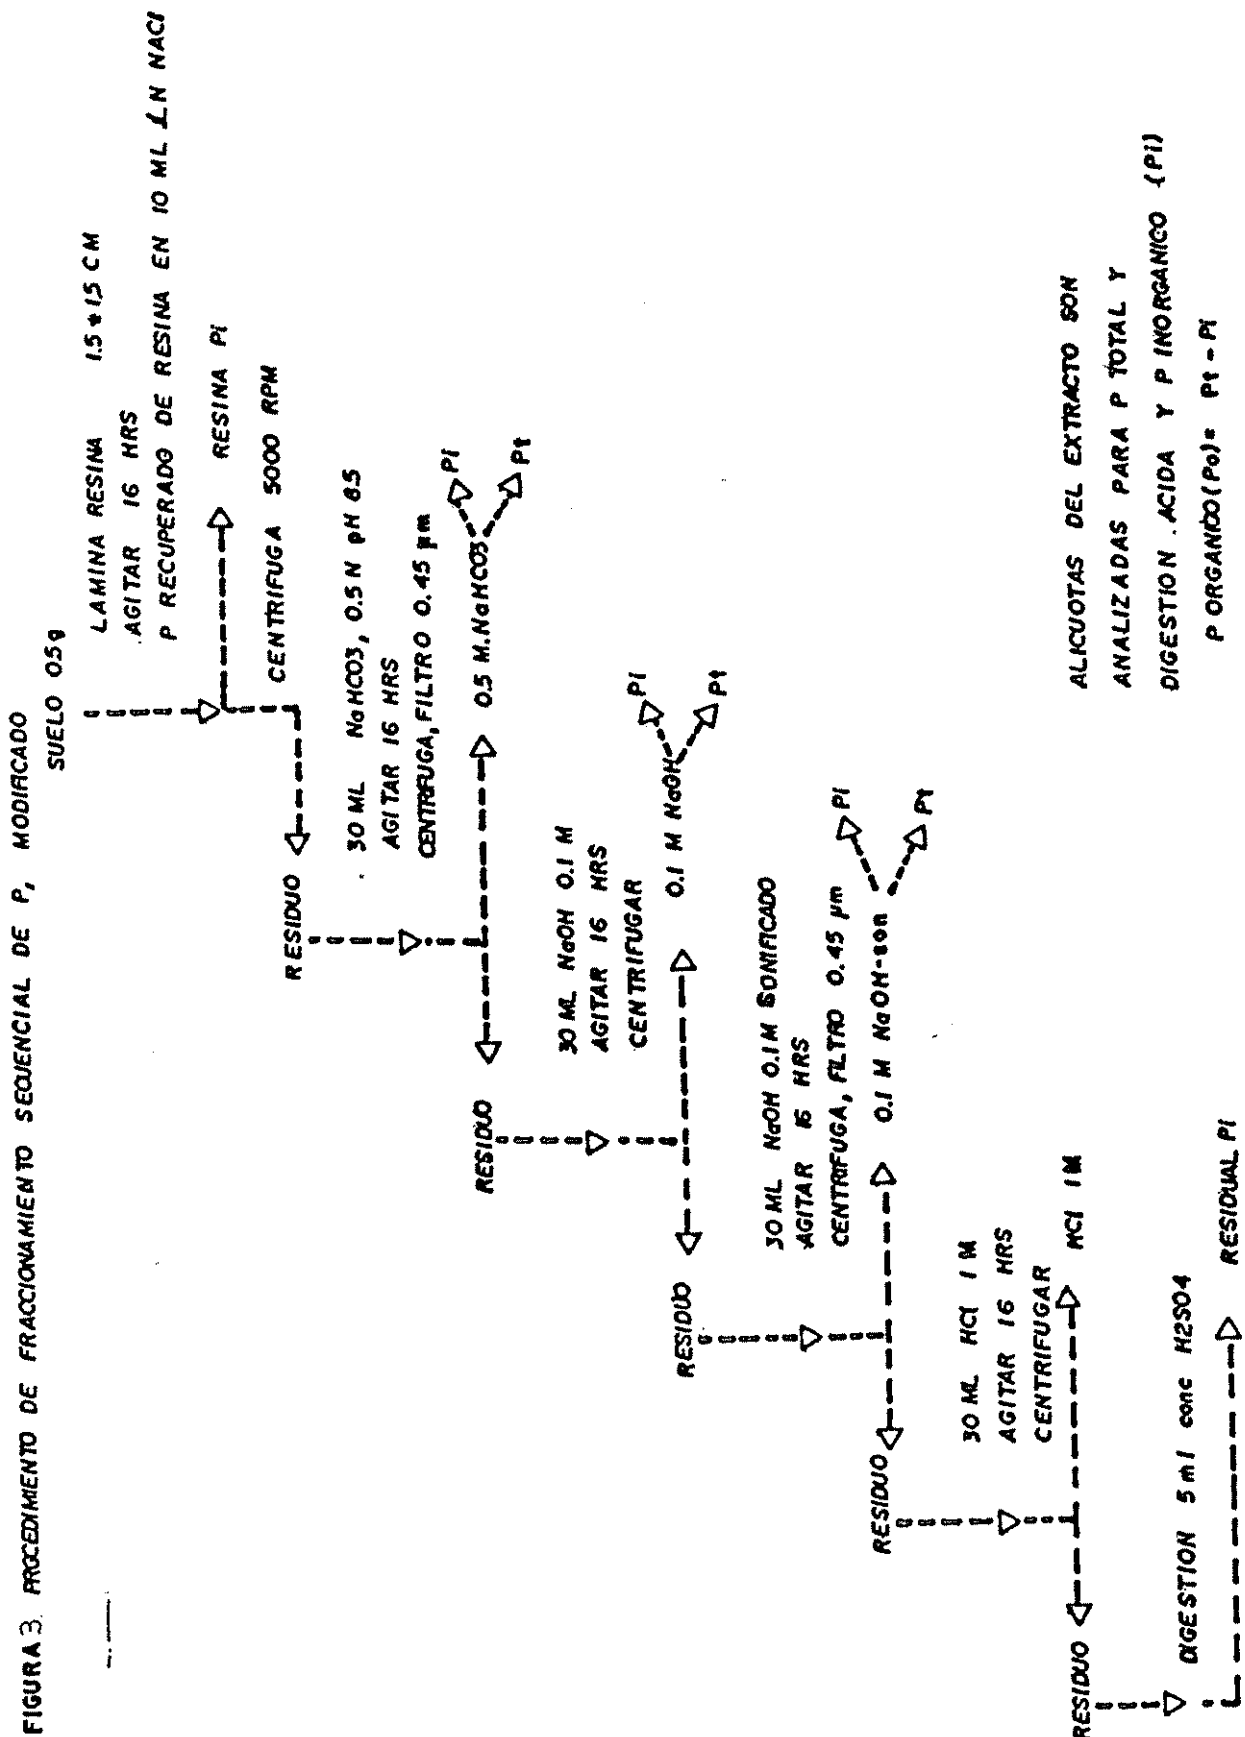 FIGURA 3. PROCEDIMIENTO DE FRACCIONAMIENTO SECUENCIAL DE P, MODIFICADO
SUELO 05g
LAMINA RESINA 1.5 * 15 CM
AGITAR 16 HRS
P RECUPERADO DE RESINA EN 10 ML 1N NACl
RESINA Pi
CENTRIFUGA 5000 RPM
RESIDUO
30 ML NaHCO3, 0.5 N pH 8.5
AGITAR 16 HRS
CENTRIFUGA, FILTRO 0.45 µm
Pi
RESIDUO
0.5 M.NaHCO3
Pt
30 ML NaOH 0.1 M
AGITAR 16 HRS
CENTRIFUGAR
Pi
RESIDUO
0.1 M NaOH
Pt
30 ML NaOH 0.1M SONIFICADO
AGITAR 16 HRS
CENTRIFUGA, FILTRO 0.45 µm
Pi
RESIDUO
0.1 M NaOH-son
Pt
30 ML HCl 1 M
AGITAR 16 HRS
CENTRIFUGAR
RESIDUO
HCl 1M
DIGESTION 5 ml conc H2SO4
RESIDUAL Pi
ALICUOTAS DEL EXTRACTO SON
ANALIZADAS PARA P TOTAL Y
DIGESTION .ACIDA Y P INORGANICO (Pi)
P ORGANICO(Po)= Pt - Pi